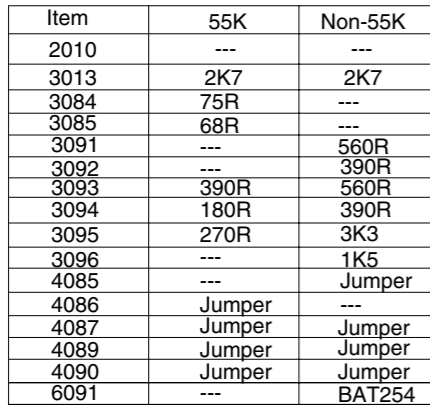 Item 55K Non-55K
2010 --- ---
3013 2K7 2K7
3084 75R ---
3085 68R ---
3091 --- 560R
3092 --- 390R
3093 390R 560R
3094 180R 390R
3095 270R 3K3
3096 --- 1K5
4085 --- Jumper
4086 Jumper ---
4087 Jumper Jumper
4089 Jumper Jumper
4090 Jumper Jumper
6091 --- BAT254